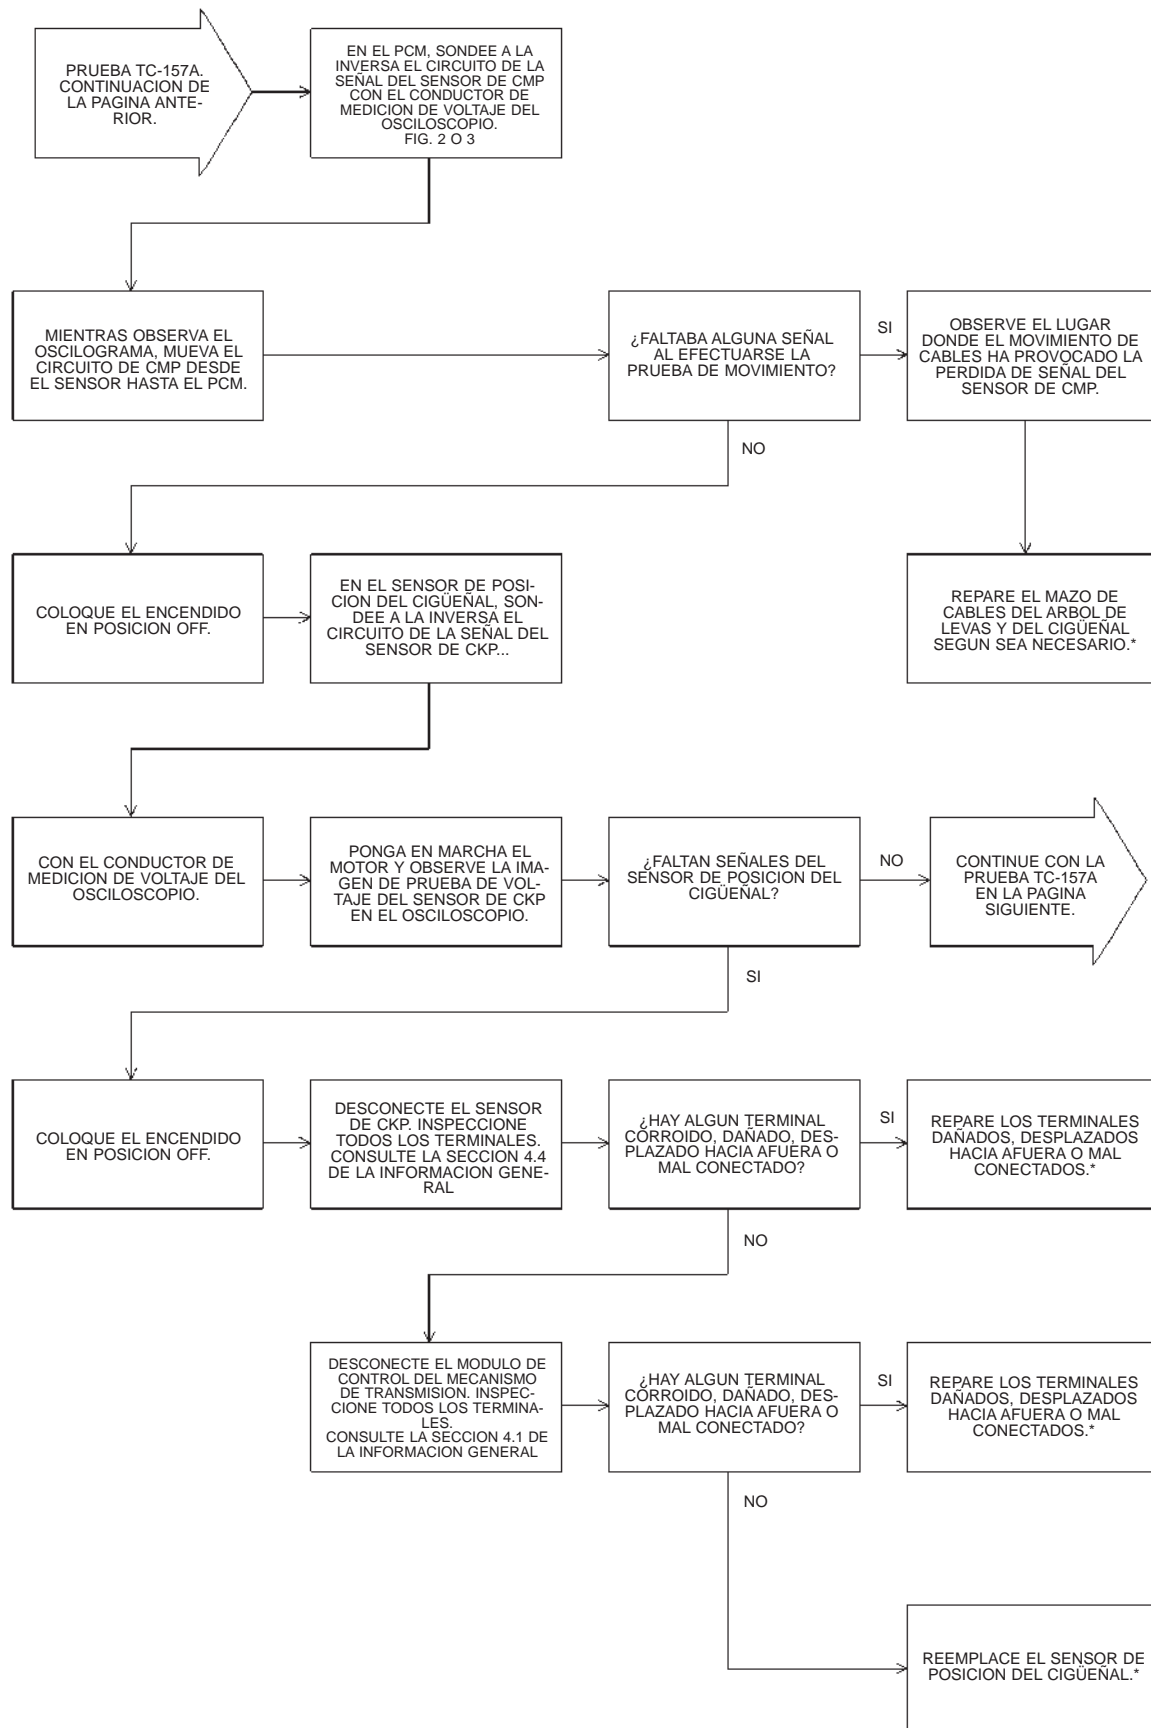 PRUEBA TC-157A.
CONTINUACION DE
LA PAGINA ANTE-
RIOR.
EN EL PCM, SONDEE A LA
INVERSA EL CIRCUITO DE LA
SEÑAL DEL SENSOR DE CMP
CON EL CONDUCTOR DE
MEDICION DE VOLTAJE DEL
OSCILOSCOPIO.
FIG. 2 O 3
MIENTRAS OBSERVA EL
OSCILOGRAMA, MUEVA EL
CIRCUITO DE CMP DESDE
EL SENSOR HASTA EL PCM.
¿FALTABA ALGUNA SEÑAL
AL EFECTUARSE LA
PRUEBA DE MOVIMIENTO?
SI
OBSERVE EL LUGAR
DONDE EL MOVIMIENTO DE
CABLES HA PROVOCADO LA
PERDIDA DE SEÑAL DEL
SENSOR DE CMP.
NO
COLOQUE EL ENCENDIDO
EN POSICION OFF.
EN EL SENSOR DE POSI-
CION DEL CIGÜEÑAL, SON-
DEE A LA INVERSA EL
CIRCUITO DE LA SEÑAL DEL
SENSOR DE CKP...
REPARE EL MAZO DE
CABLES DEL ARBOL DE
LEVAS Y DEL CIGÜEÑAL
SEGUN SEA NECESARIO.*
CON EL CONDUCTOR DE
MEDICION DE VOLTAJE DEL
OSCILOSCOPIO.
PONGA EN MARCHA EL
MOTOR Y OBSERVE LA IMA-
GEN DE PRUEBA DE VOL-
TAJE DEL SENSOR DE CKP
EN EL OSCILOSCOPIO.
¿FALTAN SEÑALES DEL
SENSOR DE POSICION DEL
CIGÜEÑAL?
NO
CONTINUE CON LA
PRUEBA TC-157A
EN LA PAGINA
SIGUIENTE.
SI
COLOQUE EL ENCENDIDO
EN POSICION OFF.
DESCONECTE EL SENSOR
DE CKP. INSPECCIONE
TODOS LOS TERMINALES.
CONSULTE LA SECCION 4.4
DE LA INFORMACION GENE-
RAL
¿HAY ALGUN TERMINAL
CORROIDO, DAÑADO, DES-
PLAZADO HACIA AFUERA O
MAL CONECTADO?
SI
REPARE LOS TERMINALES
DAÑADOS, DESPLAZADOS
HACIA AFUERA O MAL
CONECTADOS.*
NO
DESCONECTE EL MODULO DE
CONTROL DEL MECANISMO
DE TRANSMISION. INSPEC-
CIONE TODOS LOS TERMINA-
LES.
CONSULTE LA SECCION 4.1 DE
LA INFORMACION GENERAL
¿HAY ALGUN TERMINAL
CORROIDO, DAÑADO, DES-
PLAZADO HACIA AFUERA O
MAL CONECTADO?
SI
REPARE LOS TERMINALES
DAÑADOS, DESPLAZADOS
HACIA AFUERA O MAL
CONECTADOS.*
NO
REEMPLACE EL SENSOR DE
POSICION DEL CIGÜEÑAL.*